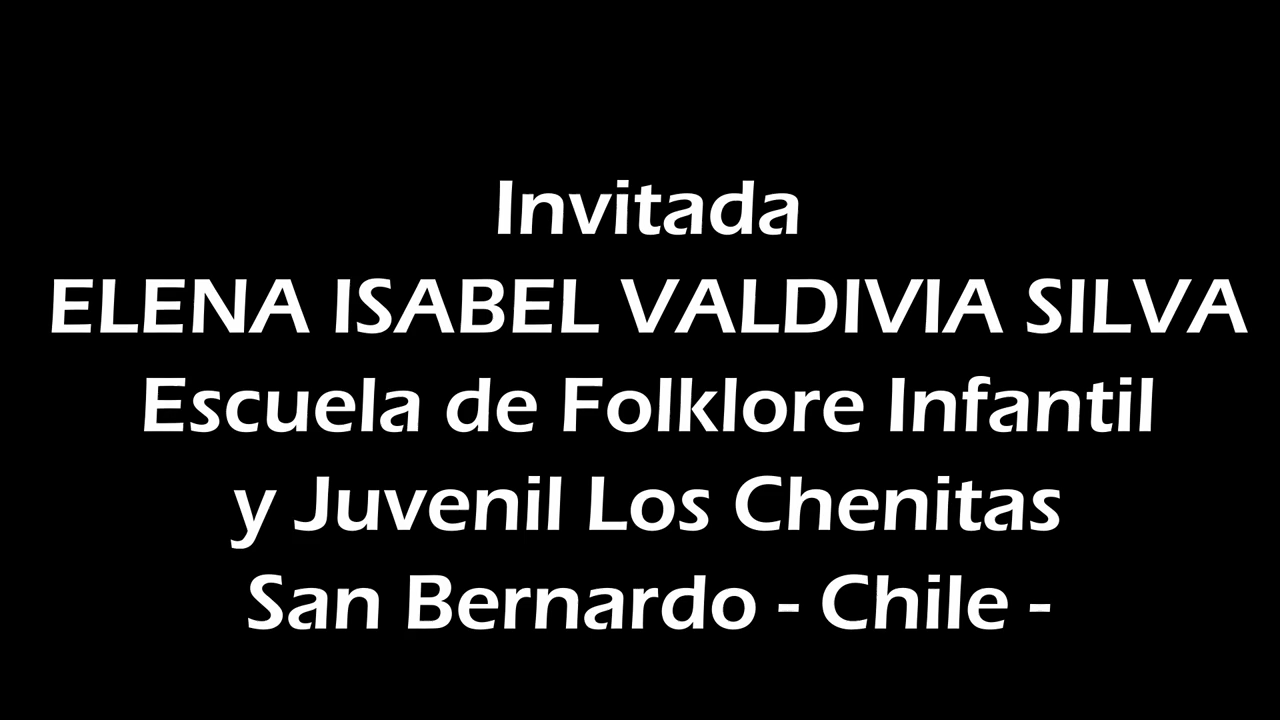 Invitada
ELENA ISABEL VALDIVIA SILVA
Escuela de Folklore Infantil
y Juvenil Los Chenitas
San Bernardo - Chile -